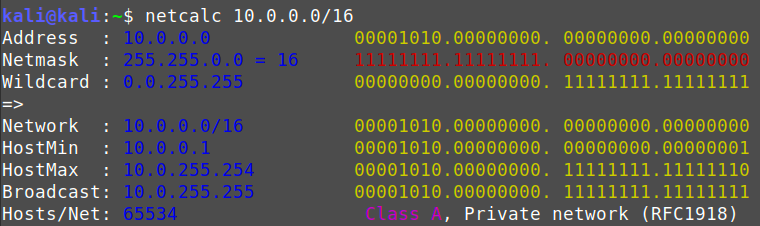 kali@kali:~$ netcalc 10.0.0.0/16
Address  : 10.0.0.0             00001010.00000000. 00000000.00000000
Netmask  : 255.255.0.0 = 16     11111111.11111111. 00000000.00000000
Wildcard : 0.0.255.255          00000000.00000000. 11111111.11111111
=>
Network  : 10.0.0.0/16          00001010.00000000. 00000000.00000000
HostMin  : 10.0.0.1             00001010.00000000. 00000000.00000001
HostMax  : 10.0.255.254         00001010.00000000. 11111111.11111110
Broadcast: 10.0.255.255         00001010.00000000. 11111111.11111111
Hosts/Net: 65534                 Class A, Private network (RFC1918)